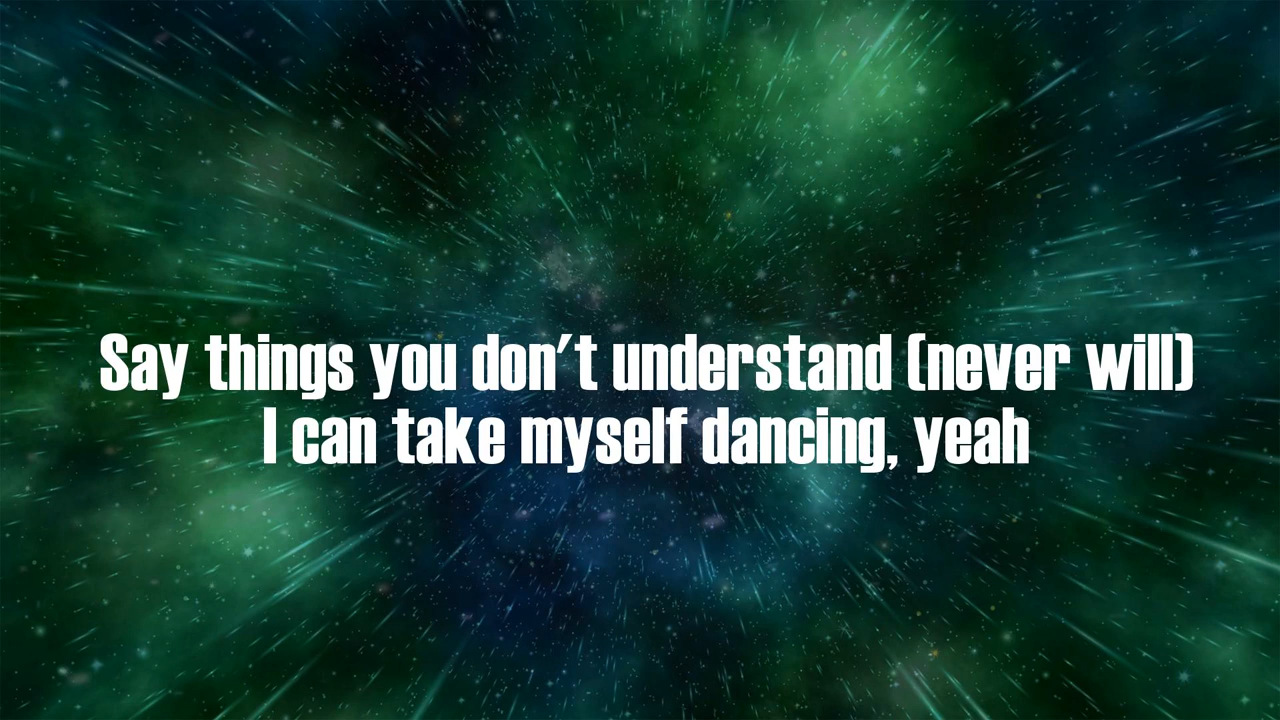 Say things you don't understand (never will)
I can take myself dancing, yeah